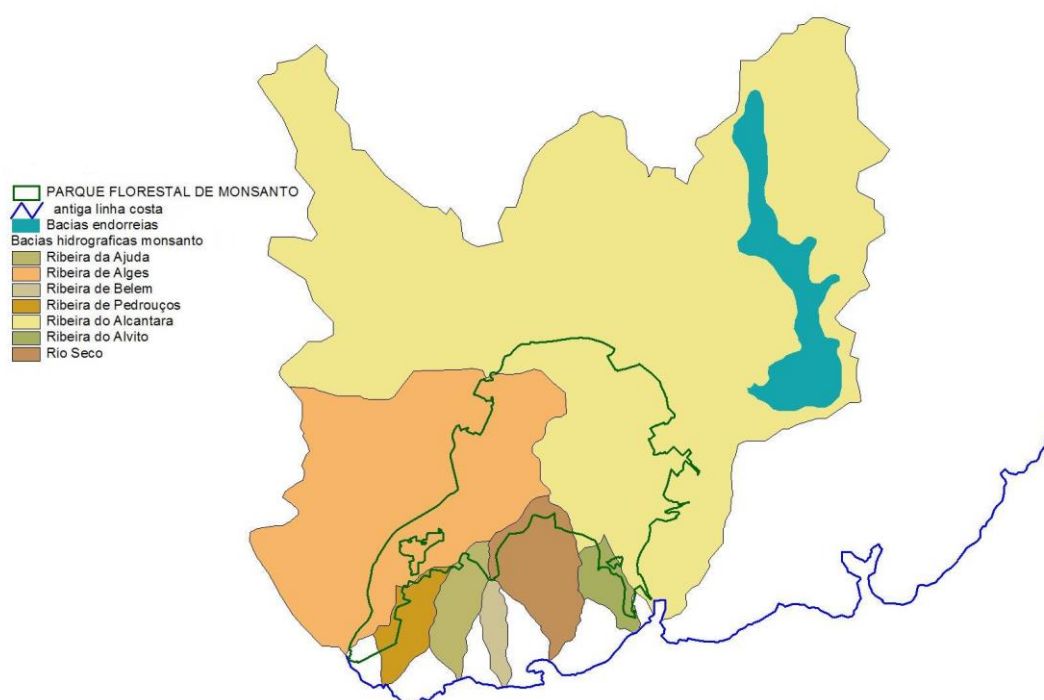 PARQUE FLORESTAL DE MONSANTO
antiga linha costa
Bacias endorreias
Bacias hidrograficas monsanto
Ribeira da Ajuda
Ribeira de Alges
Ribeira de Belem
Ribeira de Pedrouços
Ribeira do Alcantara
Ribeira do Alvito
Rio Seco